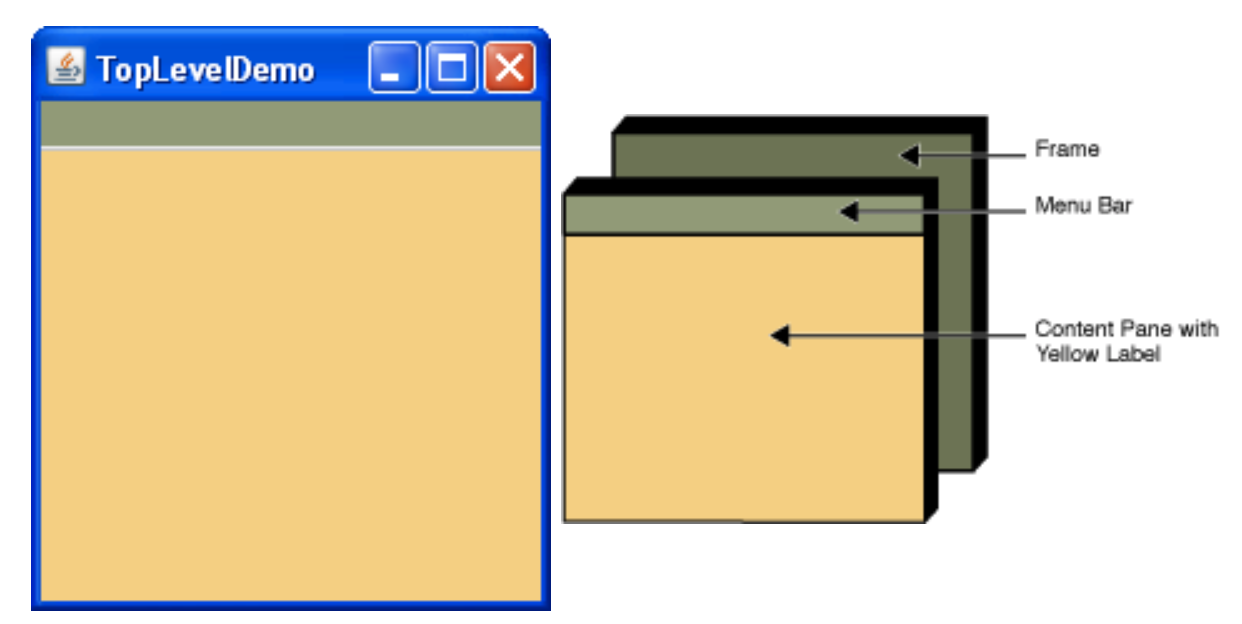 TopLevelDemo
Frame
Menu Bar
Content Pane with
Yellow Label